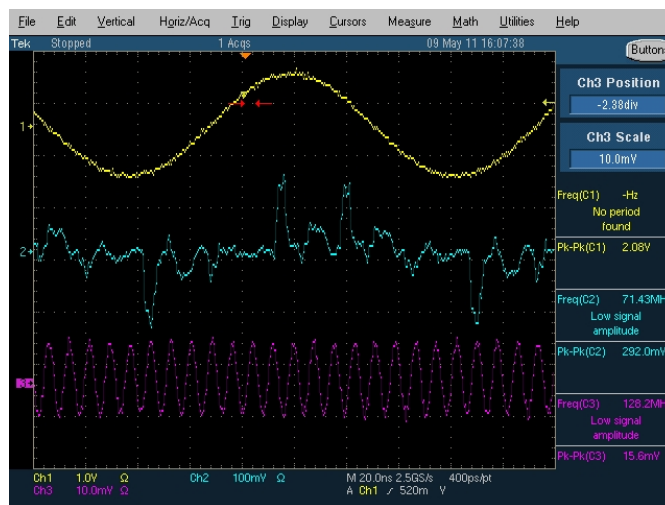 File Edit Vertical Horiz/Acq Trig Display Cursors Measure Math Utilities Help
Tek Stopped 1 Acqs 09 May 11 16:07:38
Button
Ch3 Position
-2.38div
Ch3 Scale
10.0mV
Freq(C1) -Hz
No period
found
Pk-Pk(C1) 2.08V
Freq(C2) 71.43MH
Low signal
amplitude
Pk-Pk(C2) 292.0mV
Freq(C3) 128.2MH
Low signal
amplitude
Pk-Pk(C3) 15.6mV
1
2
3
Ch1 1.0V Ω Ch2 100mV Ω M 20.0ns 2.5GS/s 400ps/pt
Ch3 10.0mV Ω A Ch1 520m V